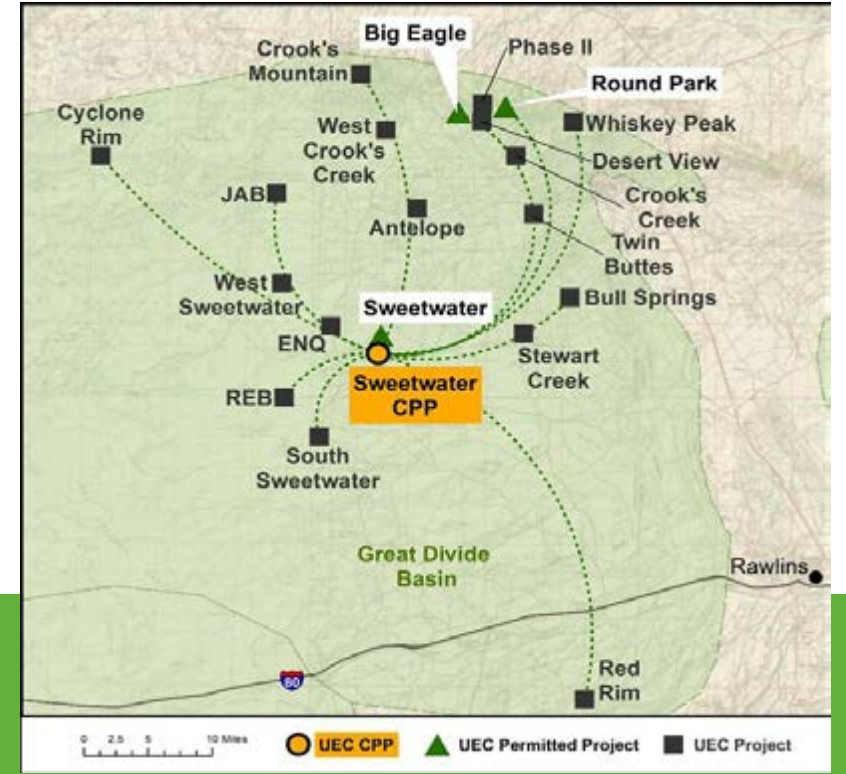 Big Eagle
Phase II
Crook's
Mountain
Round Park
Cyclone
Rim
West
Crook's
Creek
Whiskey Peak
Desert View
JAB
Antelope
Crook's
Creek
Twin
Buttes
West
Sweetwater
Sweetwater
Bull Springs
ENQ
Stewart
Creek
Sweetwater
CPP
REB
South
Sweetwater
Great Divide
Basin
Rawlins
Red
Rim
80
0 2.5 5 10 Miles
UEC CPP
UEC Permitted Project
UEC Project